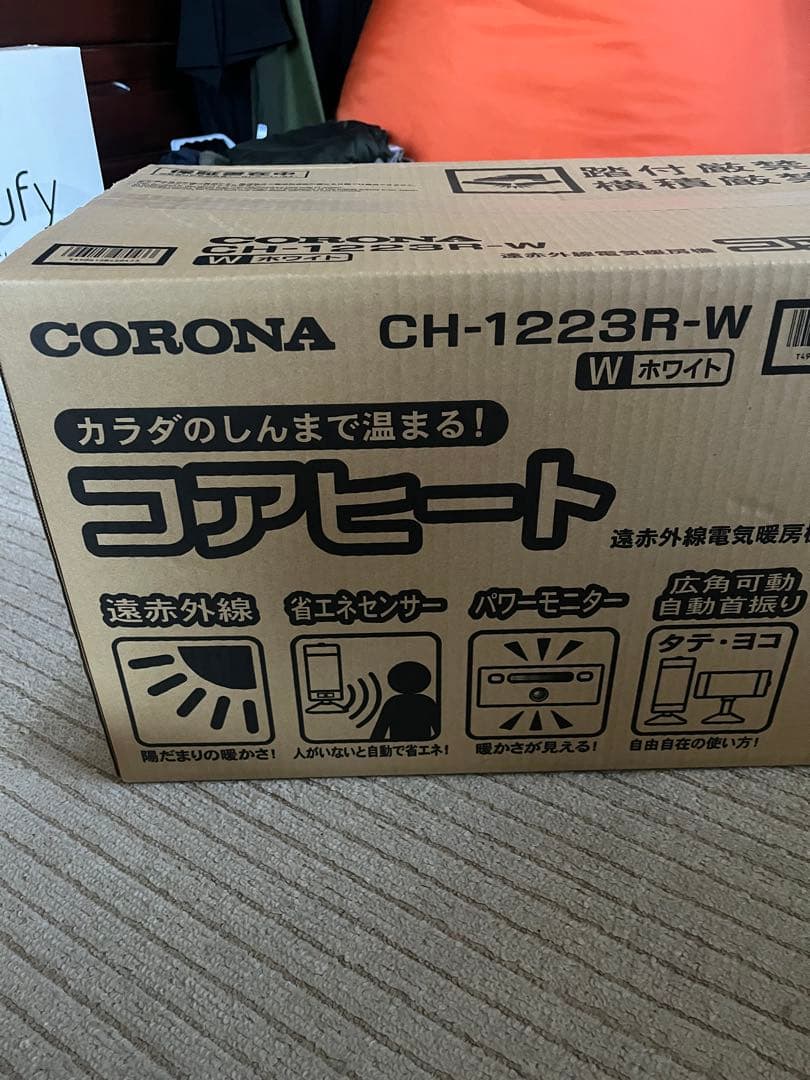 ufy
保証書在中
踏付厳禁
横積厳禁
CORONA
CH-1223R-W
W ホワイト
遠赤外線電気暖房機
CORONA CH-1223R-W
W ホワイト
カラダのしんまで温まる!
コアヒート
遠赤外線電気暖房機
遠赤外線
省エネセンサー
パワーモニター
広角可動
自動首振り
タテ・ヨコ
陽だまりの暖かさ!
人がいないと自動で省エネ!
暖かさが見える!
自由自在の使い方!